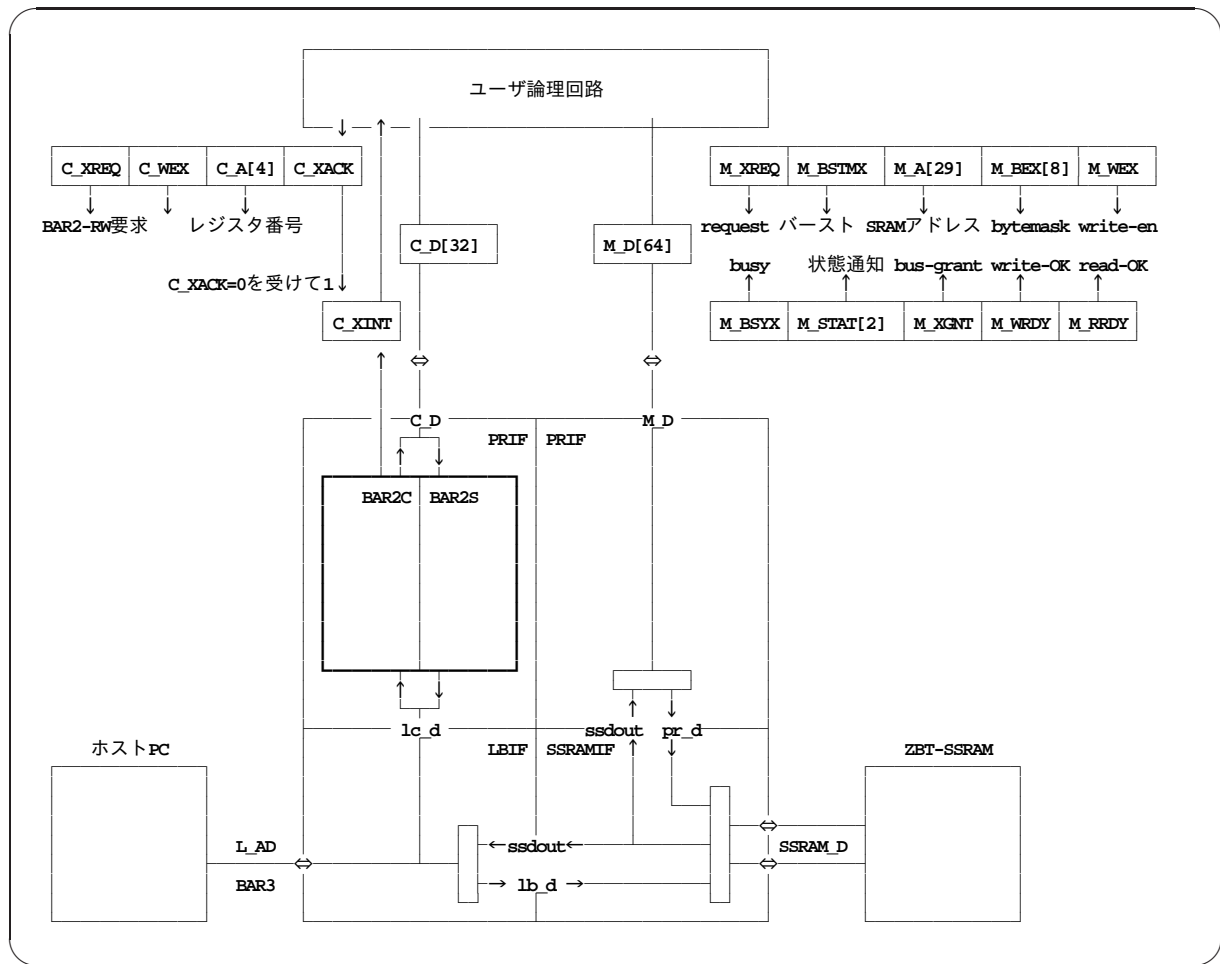 ユーザ論理回路
C_XREQ C_WEX C_A[4] C_XACK M_XREQ M_BSTMX M_A[29] M_BEX[8] M_WEX
BAR2-RW要求 レジスタ番号 request バースト SRAMアドレス bytemask write-en
C_D[32] M_D[64]
busy 状態通知 bus-grant write-OK read-OK
C_XACK=0を受けて1
C_XINT M_BSYX M_STAT[2] M_XGNT M_WRDY M_RRDY
C_D M_D
PRIF PRIF
BAR2C BAR2S
lc_d ssdout pr_d
ホストPC LBIF SSRAMIF ZBT-SSRAM
L_AD ssdout SSRAM_D
BAR3 lb_d